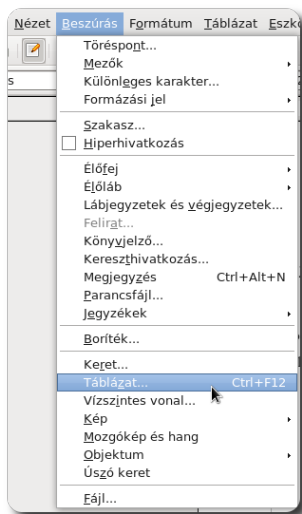 Nézet Beszúrás Formátum Táblázat Eszkö
s
Töréspont...
Mezők
Különleges karakter...
Formázási jel
Szakasz...
Hiperhivatkozás
Élőfej
Élőláb
Lábjegyzetek és végjegyzetek...
Felirat...
Könyvjelző...
Kereszthivatkozás...
Megjegyzés Ctrl+Alt+N
Parancsfájl...
Jegyzékek
Boríték...
Keret...
Táblázat... Ctrl+F12
Vízszintes vonal...
Kép
Mozgókép és hang
Objektum
Úszó keret
Fájl...